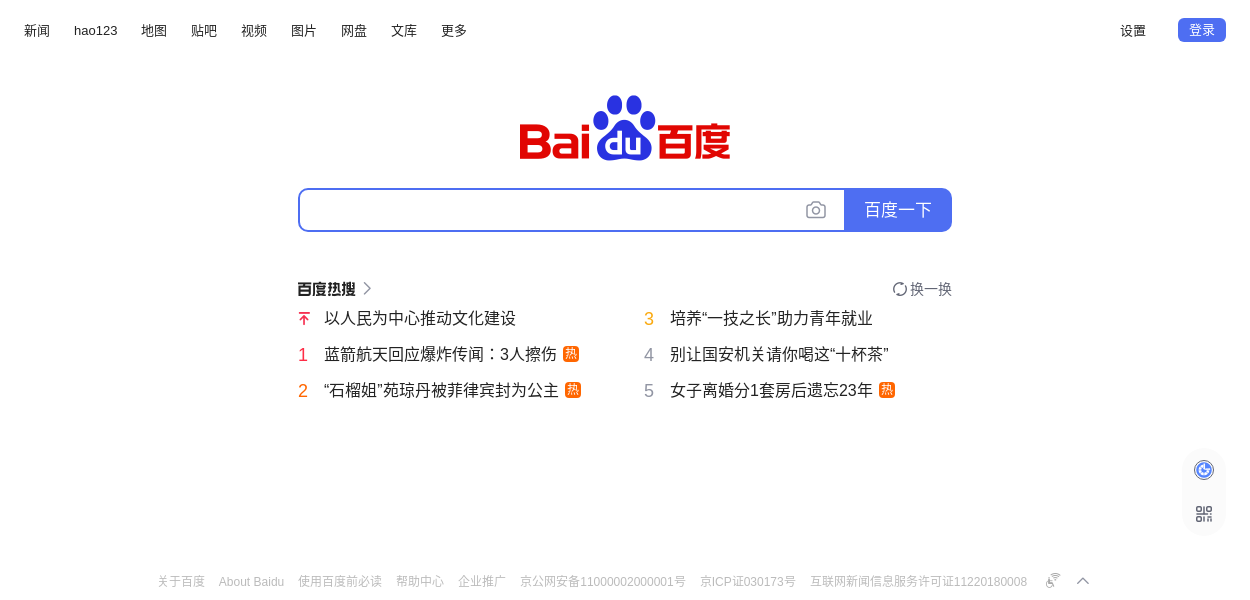 新闻 hao123 地图 贴吧 视频 图片 网盘 文库 更多 设置 登录
Bai du 百度
百度一下
百度热搜 换一换
以人民为中心推动文化建设
1 蓝箭航天回应爆炸传闻：3人擦伤 热
2 “石榴姐”苑琼丹被菲律宾封为公主 热
3 培养“一技之长”助力青年就业
4 别让国安机关请你喝这“十杯茶”
5 女子离婚分1套房后遗忘23年 热
关于百度 About Baidu 使用百度前必读 帮助中心 企业推广 京公网安备11000002000001号 京ICP证030173号 互联网新闻信息服务许可证11220180008